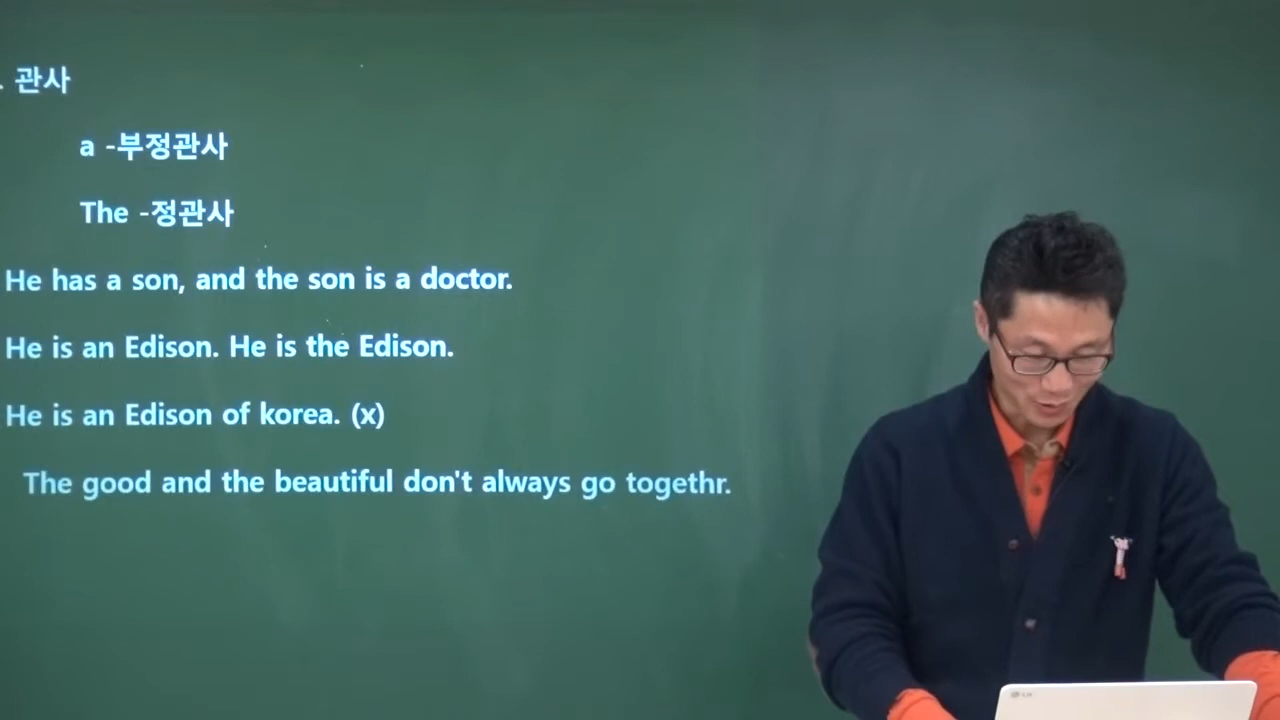 . 관사
a -부정관사
The -정관사
He has a son, and the son is a doctor.
He is an Edison. He is the Edison.
He is an Edison of korea. (x)
The good and the beautiful don't always go togethr.
LG